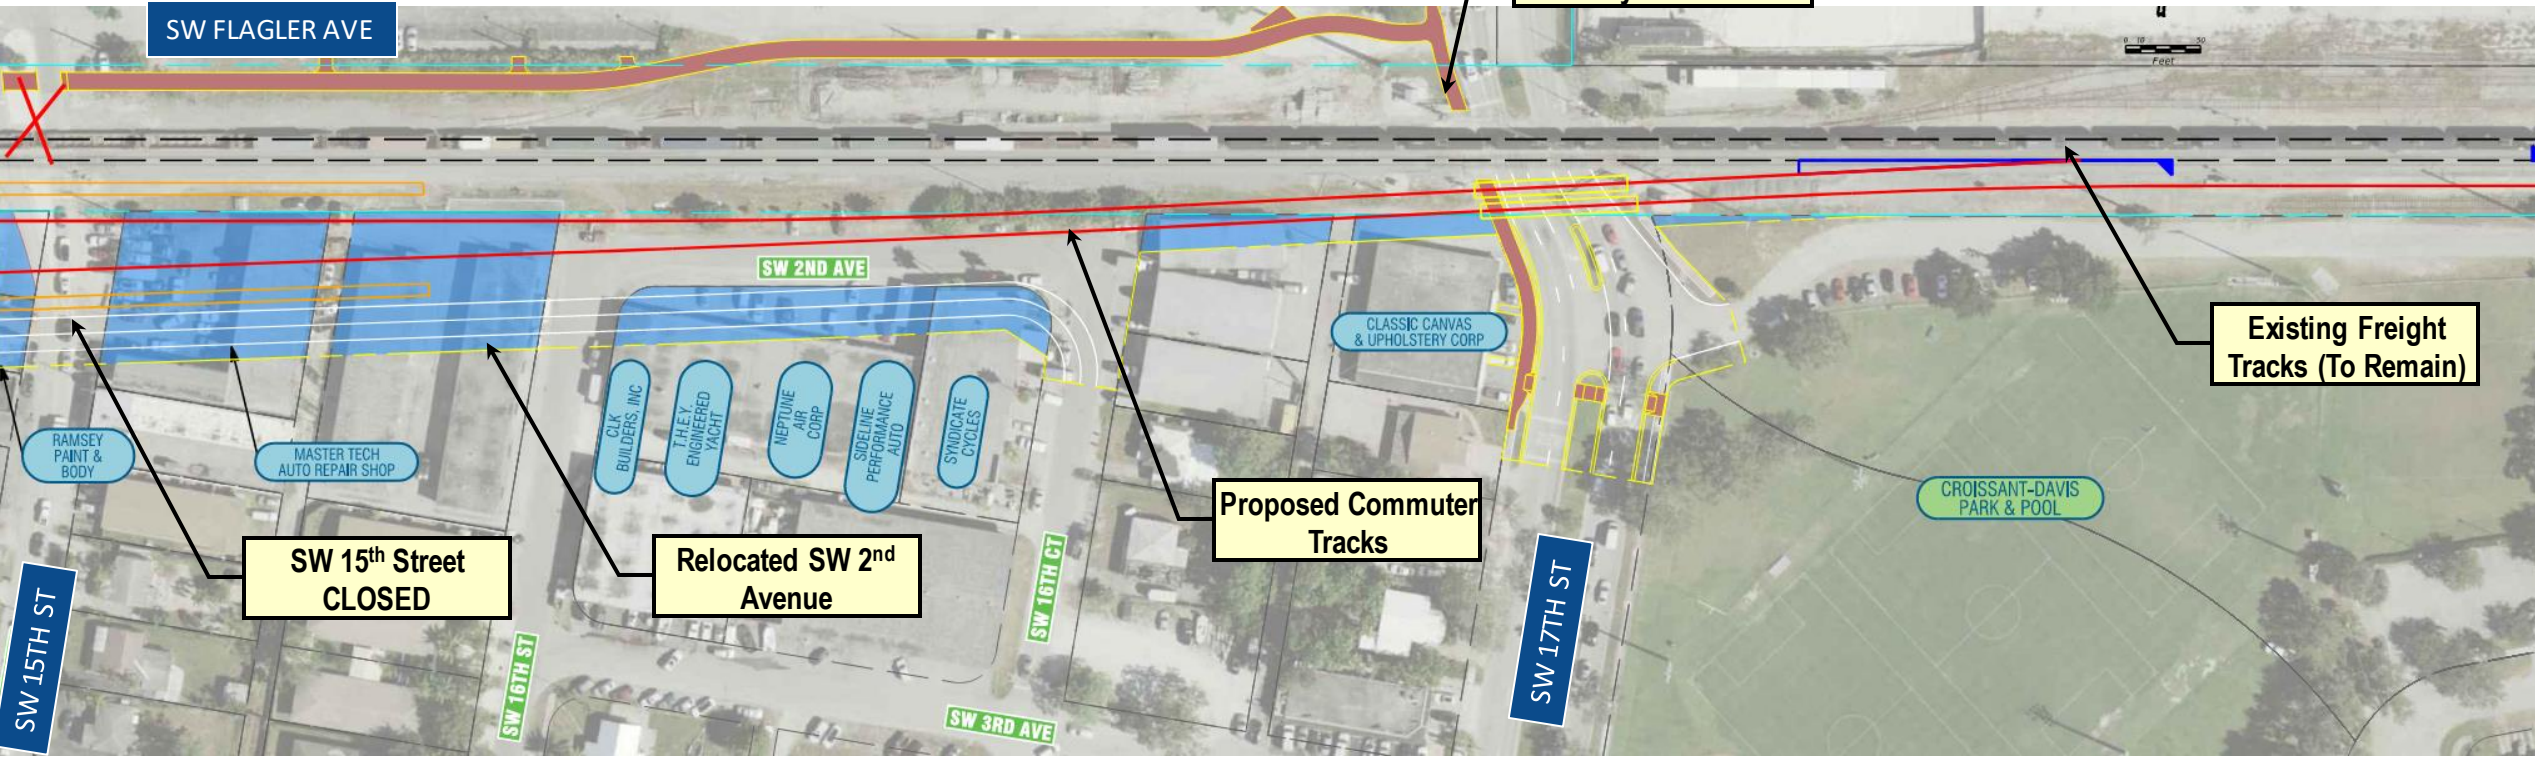 SW FLAGLER AVE
0 10 50
Feet
SW 2ND AVE
CLASSIC CANVAS
& UPHOLSTERY CORP
Existing Freight
Tracks (To Remain)
RAMSEY
PAINT &
BODY
MASTER TECH
AUTO REPAIR SHOP
CLK
BUILDERS, INC
T.H.E.Y.
ENGINEERED
YACHT
NEPTUNE
AIR
CORP
SIDELINE
PERFORMANCE
AUTO
SYNDICATE
CYCLES
Proposed Commuter
Tracks
CROISSANT-DAVIS
PARK & POOL
SW 15th Street
CLOSED
Relocated SW 2nd
Avenue
SW 15TH ST
SW 16TH ST
SW 16TH CT
SW 17TH ST
SW 3RD AVE